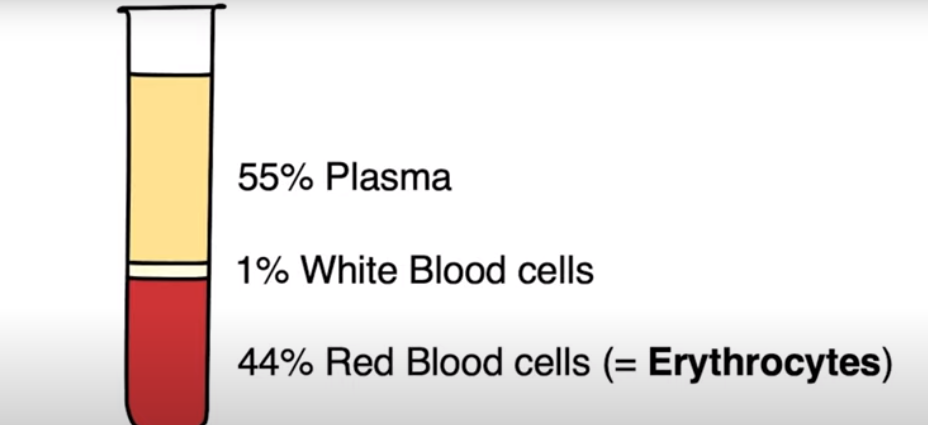 55% Plasma
1% White Blood cells
44% Red Blood cells (= Erythrocytes)